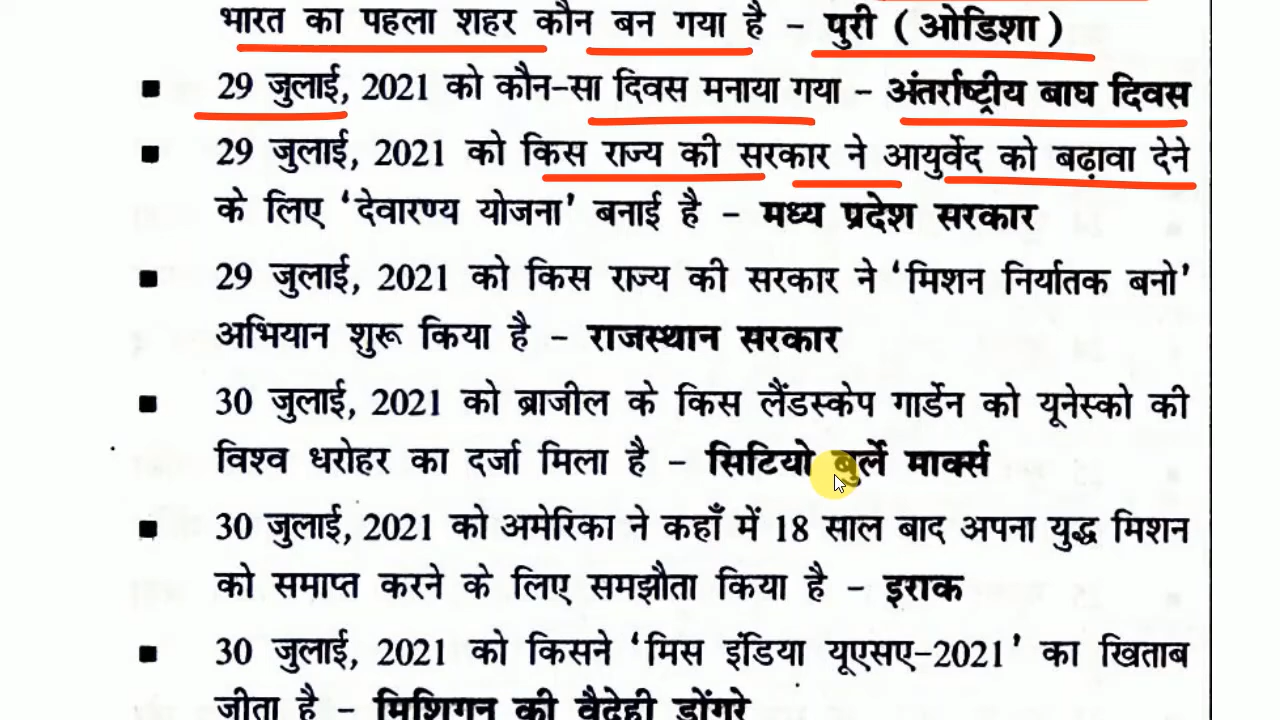 भारत का पहला शहर कौन बन गया है – पुरी ( ओडिशा )
▪ 29 जुलाई, 2021 को कौन-सा दिवस मनाया गया – अंतर्राष्ट्रीय बाघ दिवस
▪ 29 जुलाई, 2021 को किस राज्य की सरकार ने आयुर्वेद को बढ़ावा देने
के लिए ‘देवारण्य योजना’ बनाई है – मध्य प्रदेश सरकार
▪ 29 जुलाई, 2021 को किस राज्य की सरकार ने ‘मिशन निर्यातक बनो’
अभियान शुरू किया है – राजस्थान सरकार
▪ 30 जुलाई, 2021 को ब्राजील के किस लैंडस्केप गार्डेन को यूनेस्को की
विश्व धरोहर का दर्जा मिला है – सिटियो बुर्ले मार्क्स
▪ 30 जुलाई, 2021 को अमेरिका ने कहाँ में 18 साल बाद अपना युद्ध मिशन
को समाप्त करने के लिए समझौता किया है – इराक
▪ 30 जुलाई, 2021 को किसने ‘मिस इंडिया यूएसए-2021’ का खिताब
जीता है – मिशिगन की वैदेही डोंगरे